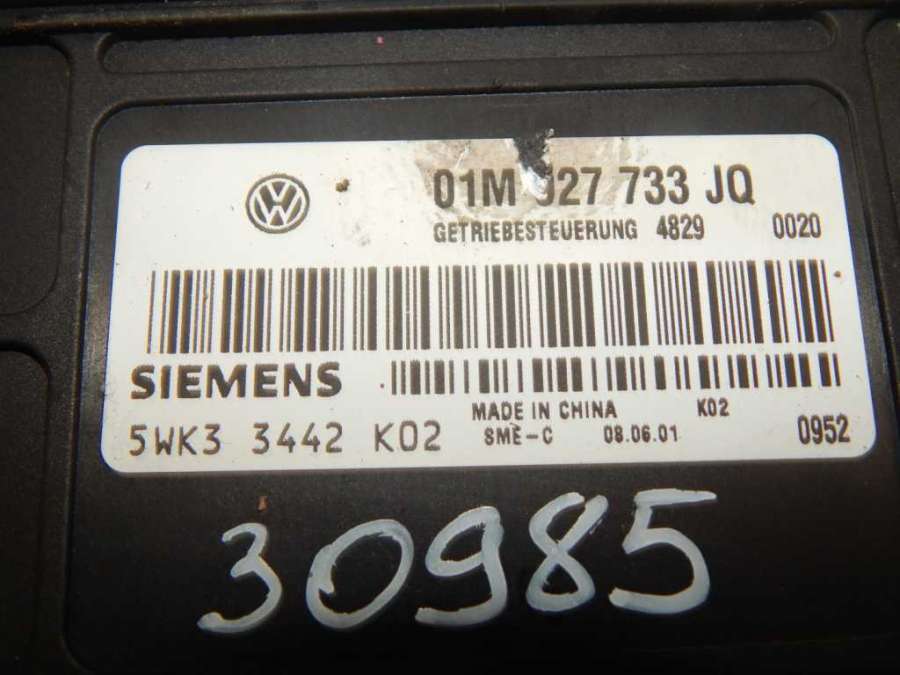 01M 927 733 JQ
GETRIEBESTEUERUNG 4829 0020
SIEMENS
MADE IN CHINA K02
5WK3 3442 K02 SME-C 08.06.01 0952
30985